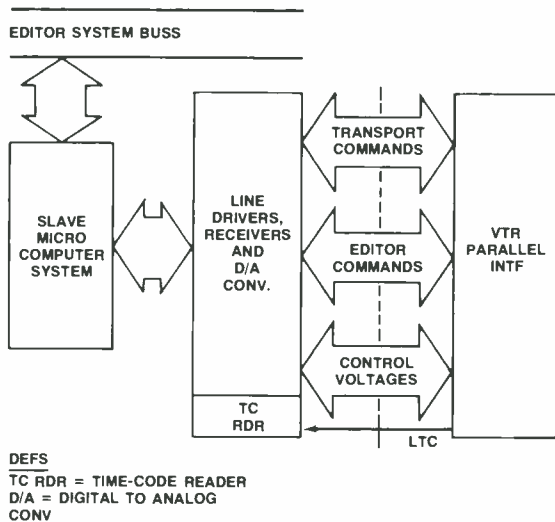 EDITOR SYSTEM BUSS
SLAVE
MICRO
COMPUTER
SYSTEM
LINE
DRIVERS,
RECEIVERS
AND
D/A
CONV.
TC
RDR
TRANSPORT
COMMANDS
EDITOR
COMMANDS
CONTROL
VOLTAGES
LTC
VTR
PARALLEL
INTF
DEFS
TC RDR = TIME-CODE READER
D/A = DIGITAL TO ANALOG
CONV